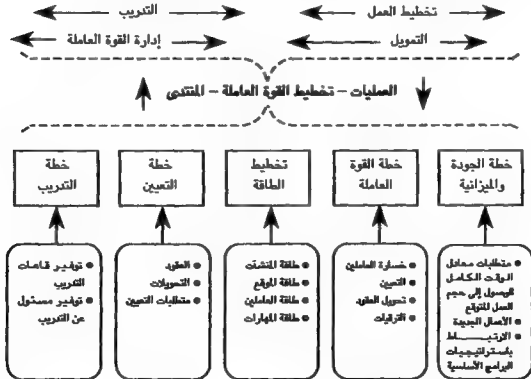 تخطيط العمل
التدريب
التمويل
إدارة القوة العاملة
العمليات - تخطيط القوة العاملة - المنتدى
خطة الجودة
والميزانية
خطة القوة
العاملة
تخطيط
الطاقة
خطة
التعيين
خطة
التدريب
● متطلبات معادل
الوقت الكامل
للوصول إلى حجم
العمل المتوقع
● الأعمال الجديدة
● الارتباط
باستراتيجيات
البرامج الأساسية
● خسارة العاملين
● التعيين
● تحويل العقود
● الترقيات
● طاقة المنشآت
● طاقة الموقع
● طاقة العاملين
● طاقة المهارات
● العقود
● التحويلات
● متطلبات التعيين
● توفير قاعات
التدريب
● توفير مسئول
عن التدريب